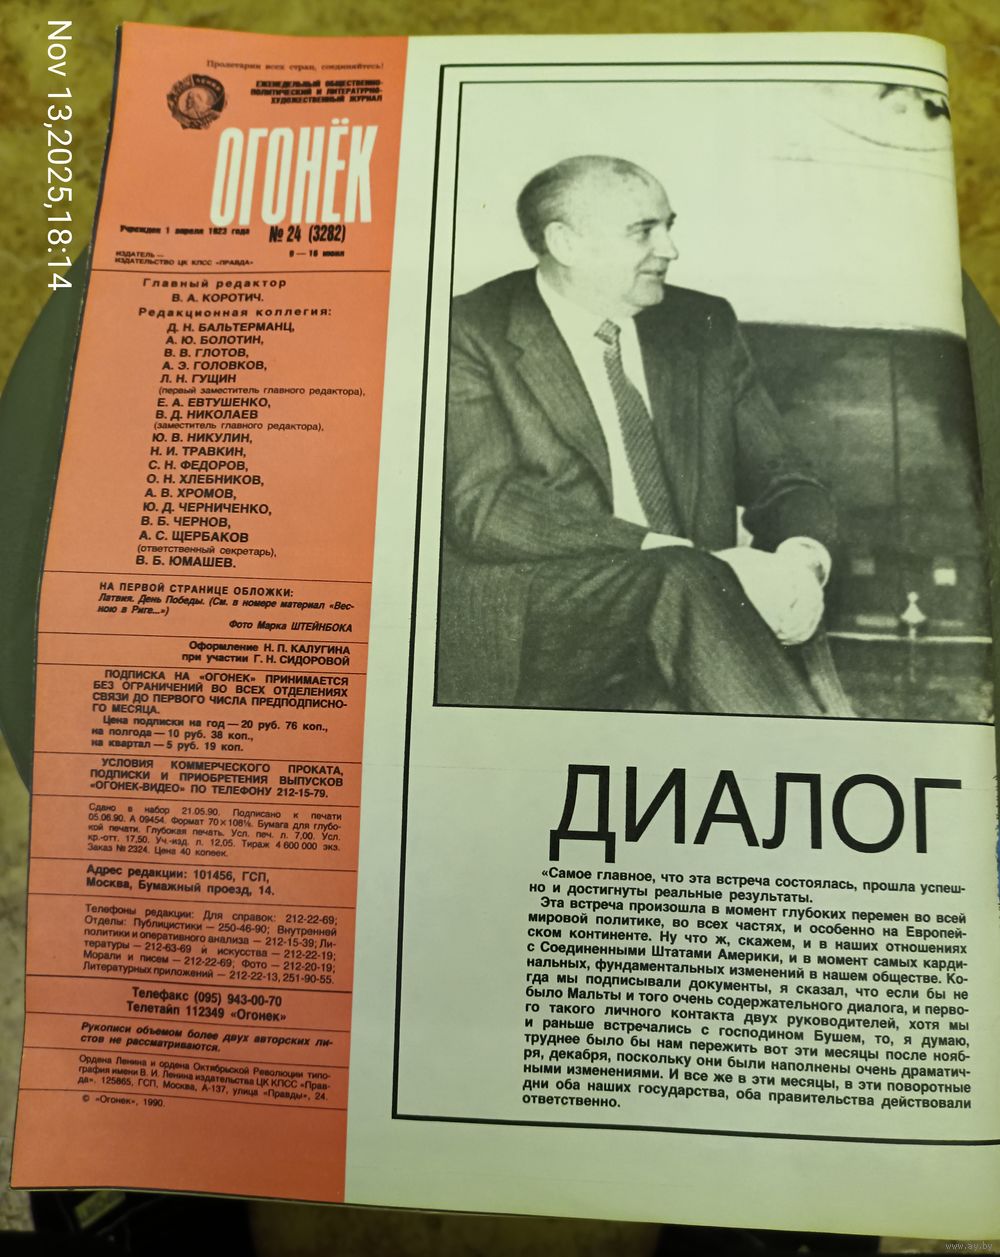 Nov 13,2025,18:14
Пролетарии всех стран, соединяйтесь!
ЕЖЕНЕДЕЛЬНЫЙ ОБЩЕСТВЕННО-
ПОЛИТИЧЕСКИЙ И ЛИТЕРАТУРНО-
ХУДОЖЕСТВЕННЫЙ ЖУРНАЛ
ОГОНЁК
Учрежден 1 апреля 1923 года
№ 24 (3282)
9 — 16 июня
ИЗДАТЕЛЬ —
ИЗДАТЕЛЬСТВО ЦК КПСС «ПРАВДА»
Главный редактор
В. А. КОРОТИЧ.
Редакционная коллегия:
Д. Н. БАЛЬТЕРМАНЦ,
А. Ю. БОЛОТИН,
В. В. ГЛОТОВ,
А. Э. ГОЛОВКОВ,
Л. Н. ГУЩИН
(первый заместитель главного редактора),
Е. А. ЕВТУШЕНКО,
В. Д. НИКОЛАЕВ
(заместитель главного редактора),
Ю. В. НИКУЛИН,
Н. И. ТРАВКИН,
С. Н. ФЕДОРОВ,
О. Н. ХЛЕБНИКОВ,
А. В. ХРОМОВ,
Ю. Д. ЧЕРНИЧЕНКО,
В. Б. ЧЕРНОВ,
А. С. ЩЕРБАКОВ
(ответственный секретарь),
В. Б. ЮМАШЕВ.
НА ПЕРВОЙ СТРАНИЦЕ ОБЛОЖКИ:
Латвия. День Победы. (См. в номере материал «Вес-
ною в Риге...»)
Фото Марка ШТЕЙНБОКА
Оформление Н. П. КАЛУГИНА
при участии Г. Н. СИДОРОВОЙ
ПОДПИСКА НА «ОГОНЕК» ПРИНИМАЕТСЯ
БЕЗ ОГРАНИЧЕНИЙ ВО ВСЕХ ОТДЕЛЕНИЯХ
СВЯЗИ ДО ПЕРВОГО ЧИСЛА ПРЕДПОДПИСНО-
ГО МЕСЯЦА.
Цена подписки на год — 20 руб. 76 коп.,
на полгода — 10 руб. 38 коп.,
на квартал — 5 руб. 19 коп.
УСЛОВИЯ КОММЕРЧЕСКОГО ПРОКАТА,
ПОДПИСКИ И ПРИОБРЕТЕНИЯ ВЫПУСКОВ
«ОГОНЕК-ВИДЕО» ПО ТЕЛЕФОНУ 212-15-79.
Сдано в набор 21.05.90. Подписано к печати
05.06.90. А 09454. Формат 70×108⅛. Бумага для глубо-
кой печати. Глубокая печать. Усл. печ. л. 7,00. Усл.
кр.-отт. 17,50. Уч.-изд. л. 12,05. Тираж 4 600 000 экз.
Заказ № 2324. Цена 40 копеек.
Адрес редакции: 101456, ГСП,
Москва, Бумажный проезд, 14.
Телефоны редакции: Для справок: 212-22-69;
Отделы: Публицистики — 250-46-90; Внутренней
политики и оперативного анализа — 212-15-39; Ли-
тературы — 212-63-69 и искусства — 212-22-19;
Морали и писем — 212-22-69; Фото — 212-20-19;
Литературных приложений — 212-22-13, 251-90-55.
Телефакс (095) 943-00-70
Телетайп 112349 «Огонек»
Рукописи объемом более двух авторских ли-
стов не рассматриваются.
Ордена Ленина и ордена Октябрьской Революции типо-
графия имени В. И. Ленина издательства ЦК КПСС «Прав-
да». 125865, ГСП, Москва, А-137, улица «Правды», 24.
© «Огонек», 1990.
ДИАЛОГ
«Самое главное, что эта встреча состоялась, прошла успеш-
но и достигнуты реальные результаты.
Эта встреча произошла в момент глубоких перемен во всей
мировой политике, во всех частях, и особенно на Европей-
ском континенте. Ну что ж, скажем, и в наших отношениях
с Соединенными Штатами Америки, и в момент самых карди-
нальных, фундаментальных изменений в нашем обществе. Ко-
гда мы подписывали документы, я сказал, что если бы не
было Мальты и того очень содержательного диалога, и перво-
го такого личного контакта двух руководителей, хотя мы
и раньше встречались с господином Бушем, то, я думаю,
труднее было бы нам пережить вот эти месяцы после нояб-
ря, декабря, поскольку они были наполнены очень драматич-
ными изменениями. И все же в эти месяцы, в эти поворотные
дни оба наших государства, оба правительства действовали
ответственно.
www.ay.by